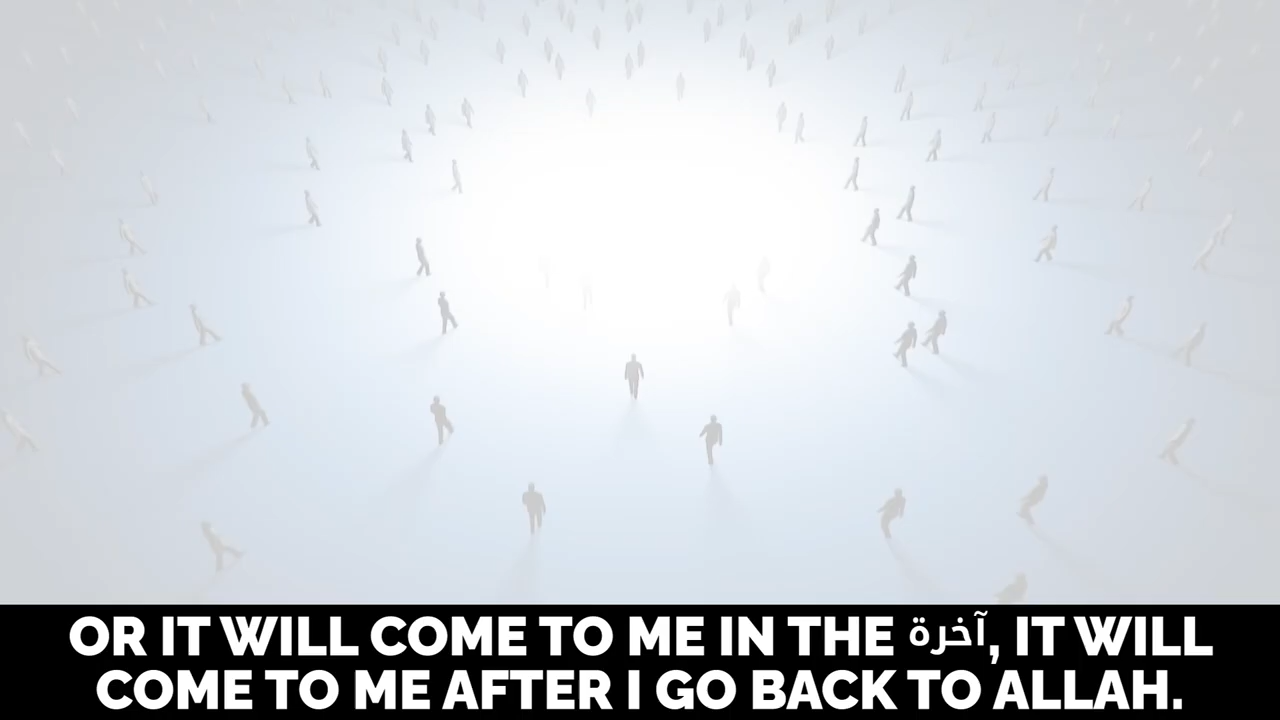 OR IT WILL COME TO ME IN THE آخرة, IT WILL
COME TO ME AFTER I GO BACK TO ALLAH.